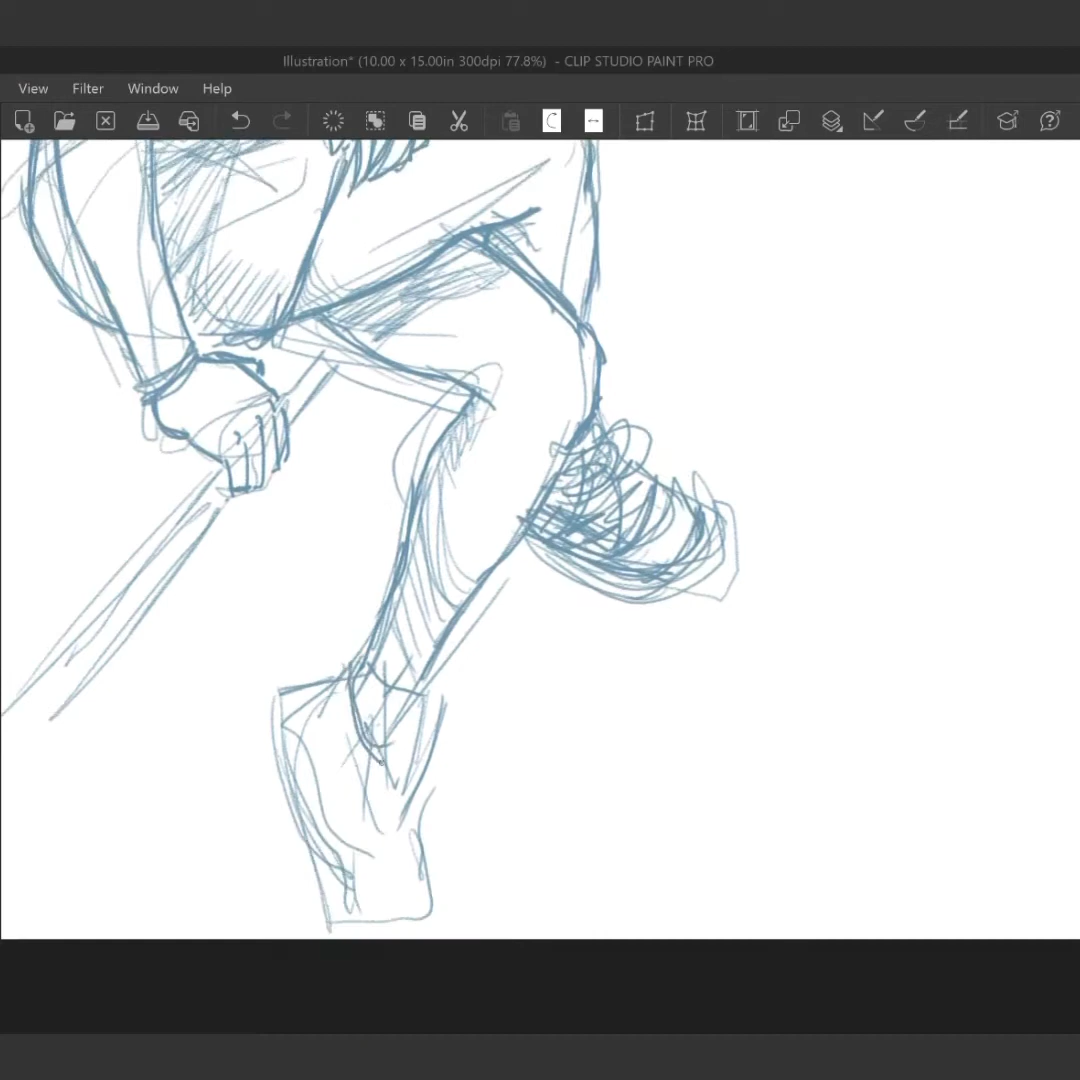 Illustration* (10.00 x 15.00in 300dpi 77.8%) - CLIP STUDIO PAINT PRO
View Filter Window Help